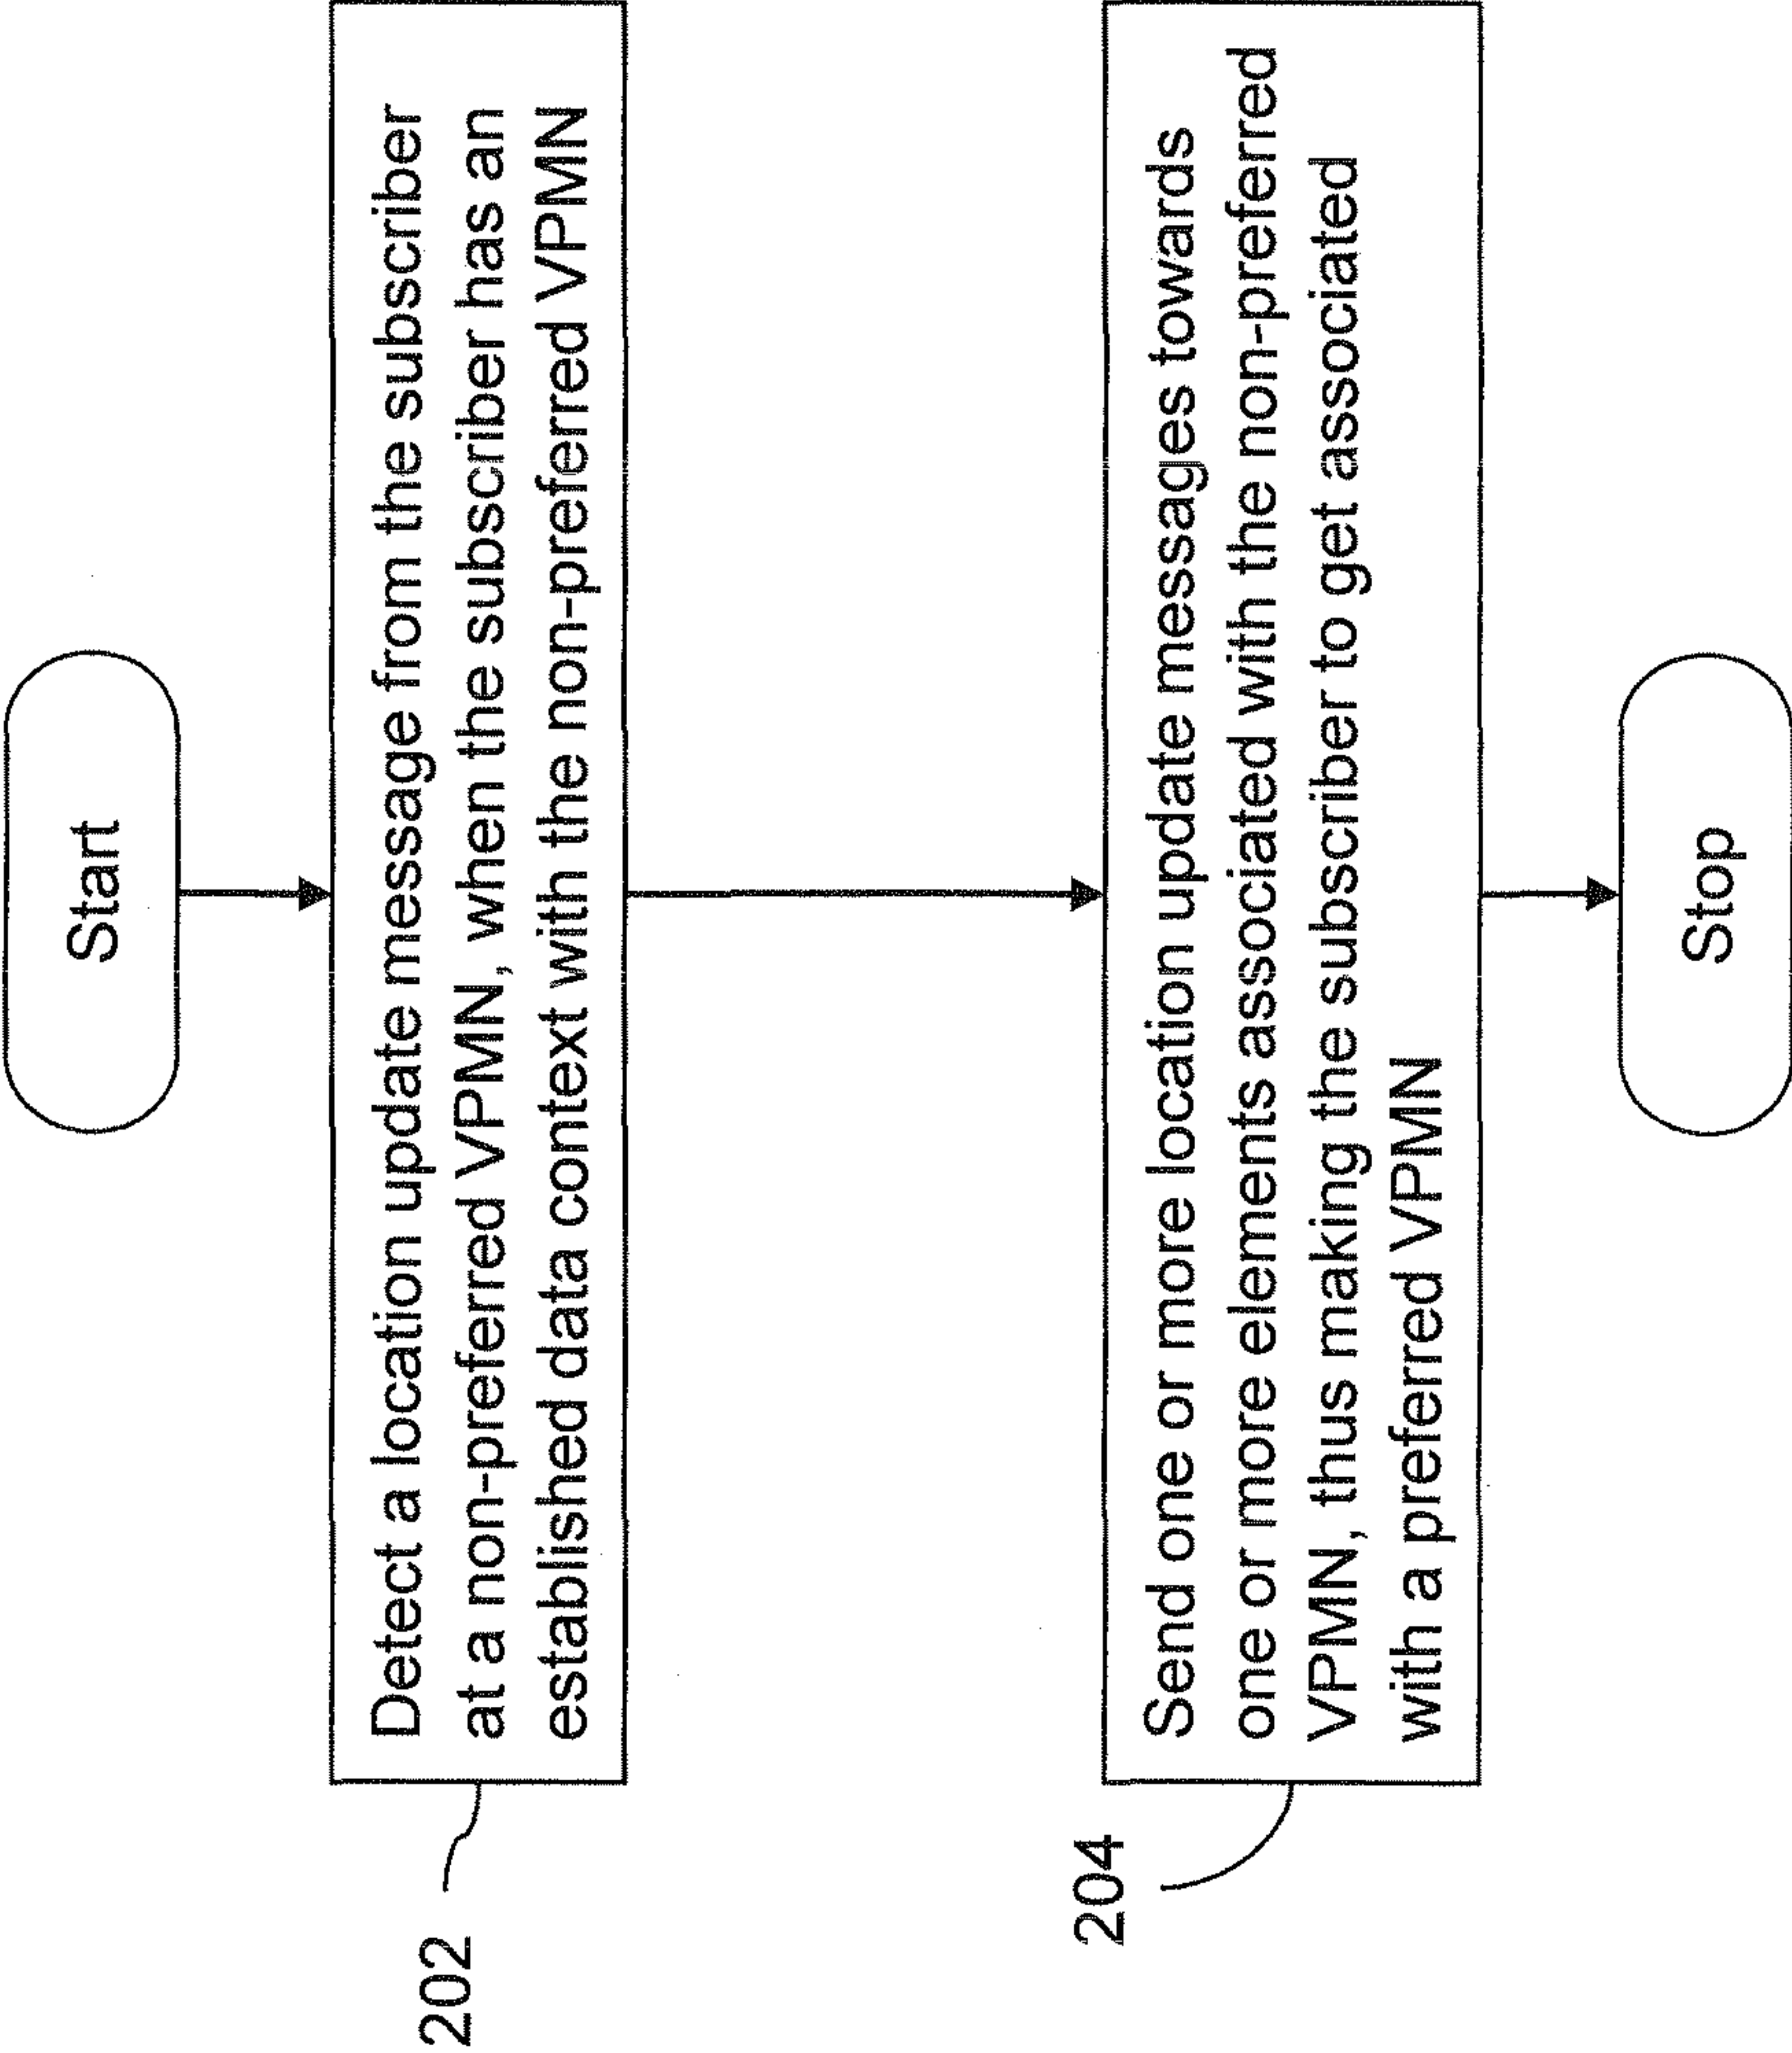 Start
202
Detect a location update message from the subscriber
at a non-preferred VPMN, when the subscriber has an
established data context with the non-preferred VPMN
204
Send one or more location update messages towards
one or more elements associated with the non-preferred
VPMN, thus making the subscriber to get associated
with a preferred VPMN
Stop